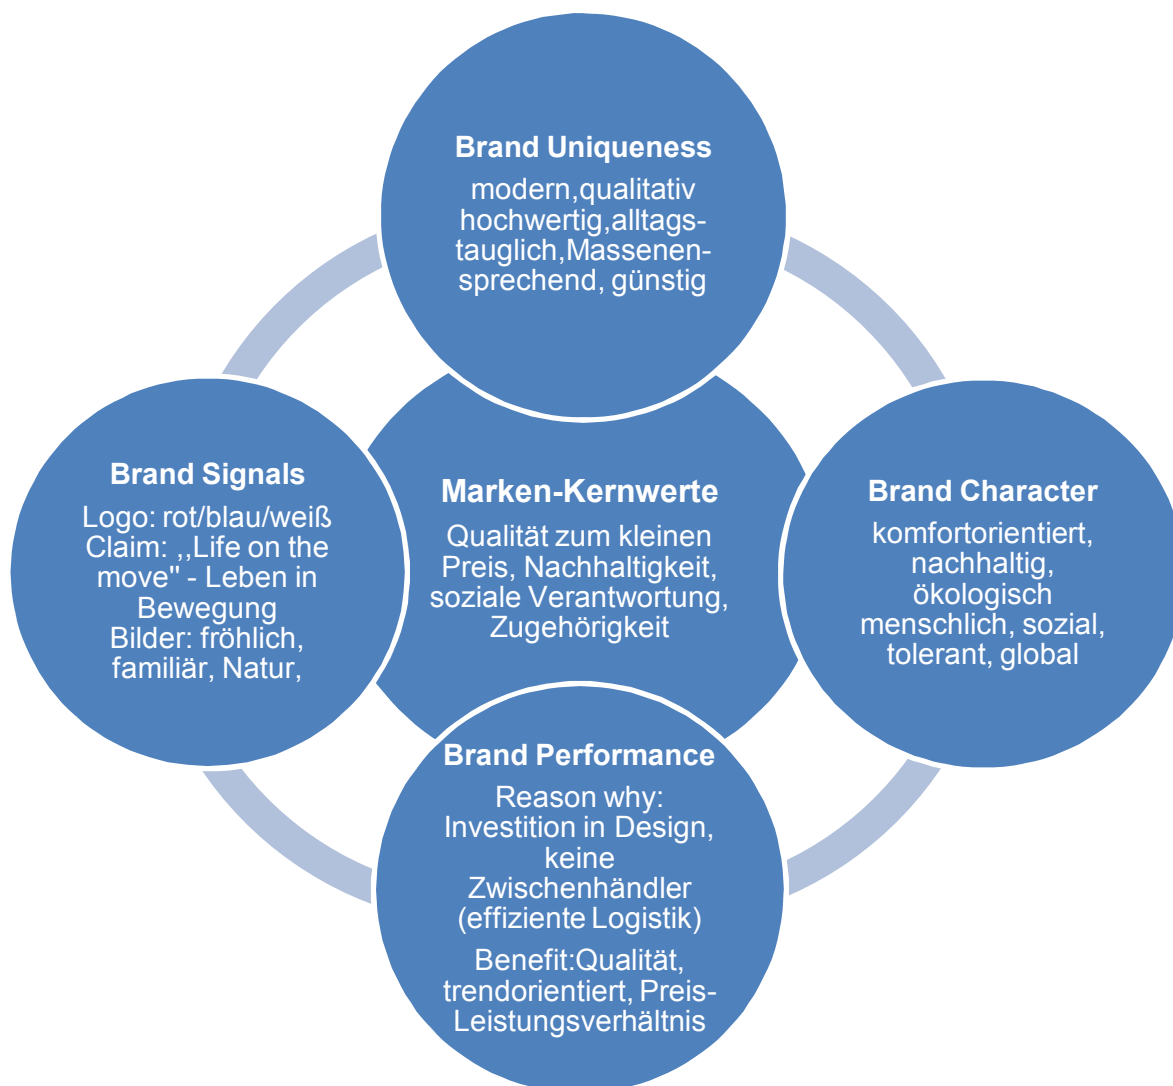 Brand Uniqueness
modern,qualitativ
hochwertig,alltags-
tauglich,Massenen-
sprechend, günstig
Brand Signals
Logo: rot/blau/weiß
Claim: ,,Life on the
move" - Leben in
Bewegung
Bilder: fröhlich,
familiär, Natur,
Marken-Kernwerte
Qualität zum kleinen
Preis, Nachhaltigkeit,
soziale Verantwortung,
Zugehörigkeit
Brand Character
komfortorientiert,
nachhaltig,
ökologisch
menschlich, sozial,
tolerant, global
Brand Performance
Reason why:
Investition in Design,
keine
Zwischenhändler
(effiziente Logistik)
Benefit:Qualität,
trendorientiert, Preis-
Leistungsverhältnis